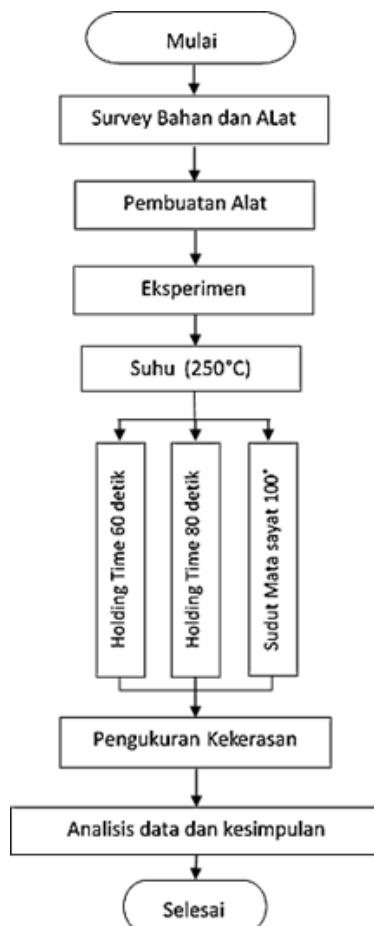 Mulai
Survey Bahan dan ALat
Pembuatan Alat
Eksperimen
Suhu (250°C)
Holding Time 60 detik
Holding Time 80 detik
Sudut Mata sayat 100°
Pengukuran Kekerasan
Analisis data dan kesimpulan
Selesai